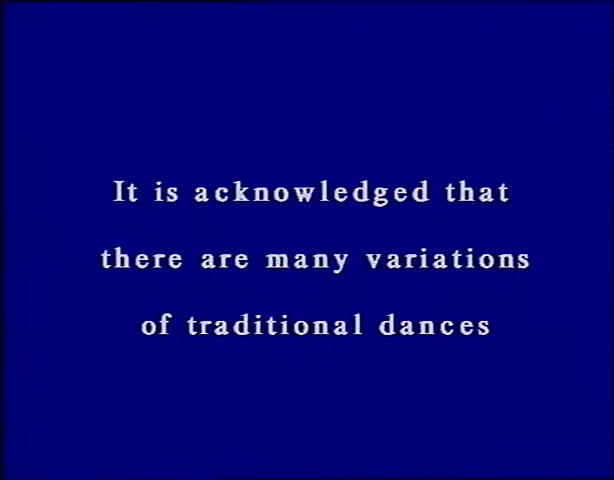 It is acknowledged that
there are many variations
of traditional dances